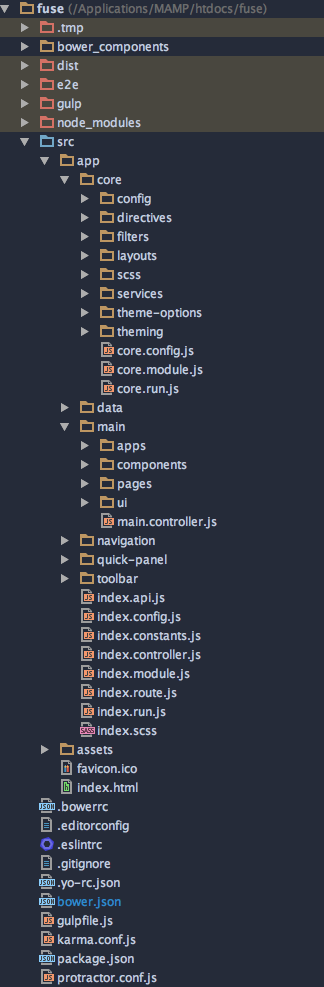 fuse (/Applications/MAMP/htdocs/fuse)
.tmp
bower_components
dist
e2e
gulp
node_modules
src
app
core
config
directives
filters
layouts
scss
services
theme-options
theming
JS core.config.js
JS core.module.js
JS core.run.js
data
main
apps
components
pages
ui
JS main.controller.js
navigation
quick-panel
toolbar
JS index.api.js
JS index.config.js
JS index.constants.js
JS index.controller.js
JS index.module.js
JS index.route.js
JS index.run.js
SASS index.scss
assets
favicon.ico
h index.html
JSON .bowerrc
.editorconfig
.eslintrc
.gitignore
JSON .yo-rc.json
JSON bower.json
JS gulpfile.js
JS karma.conf.js
JSON package.json
JS protractor.conf.js